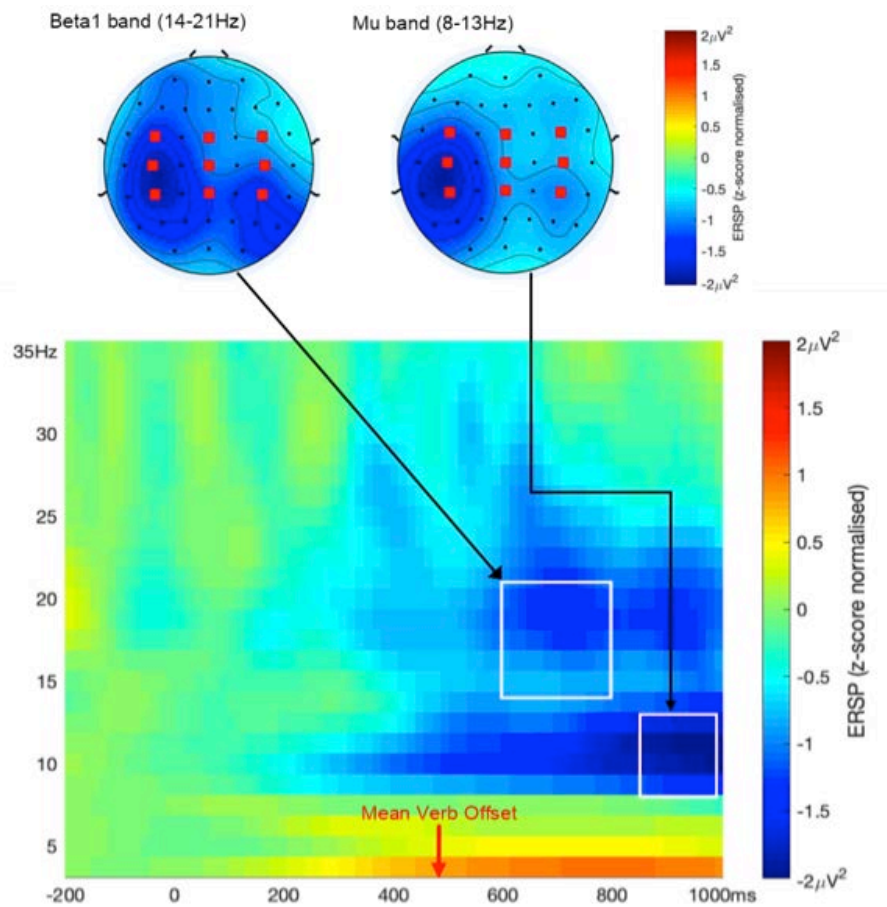 Beta1 band (14-21Hz)
Mu band (8-13Hz)
2μV²
1.5
1
0.5
0
-0.5
-1
-1.5
-2μV²
ERSP (z-score normalised)
35Hz
30
25
20
15
10
5
Mean Verb Offset
-200
0
200
400
600
800
1000ms
2μV²
1.5
1
0.5
0
-0.5
-1
-1.5
-2μV²
ERSP (z-score normalised)